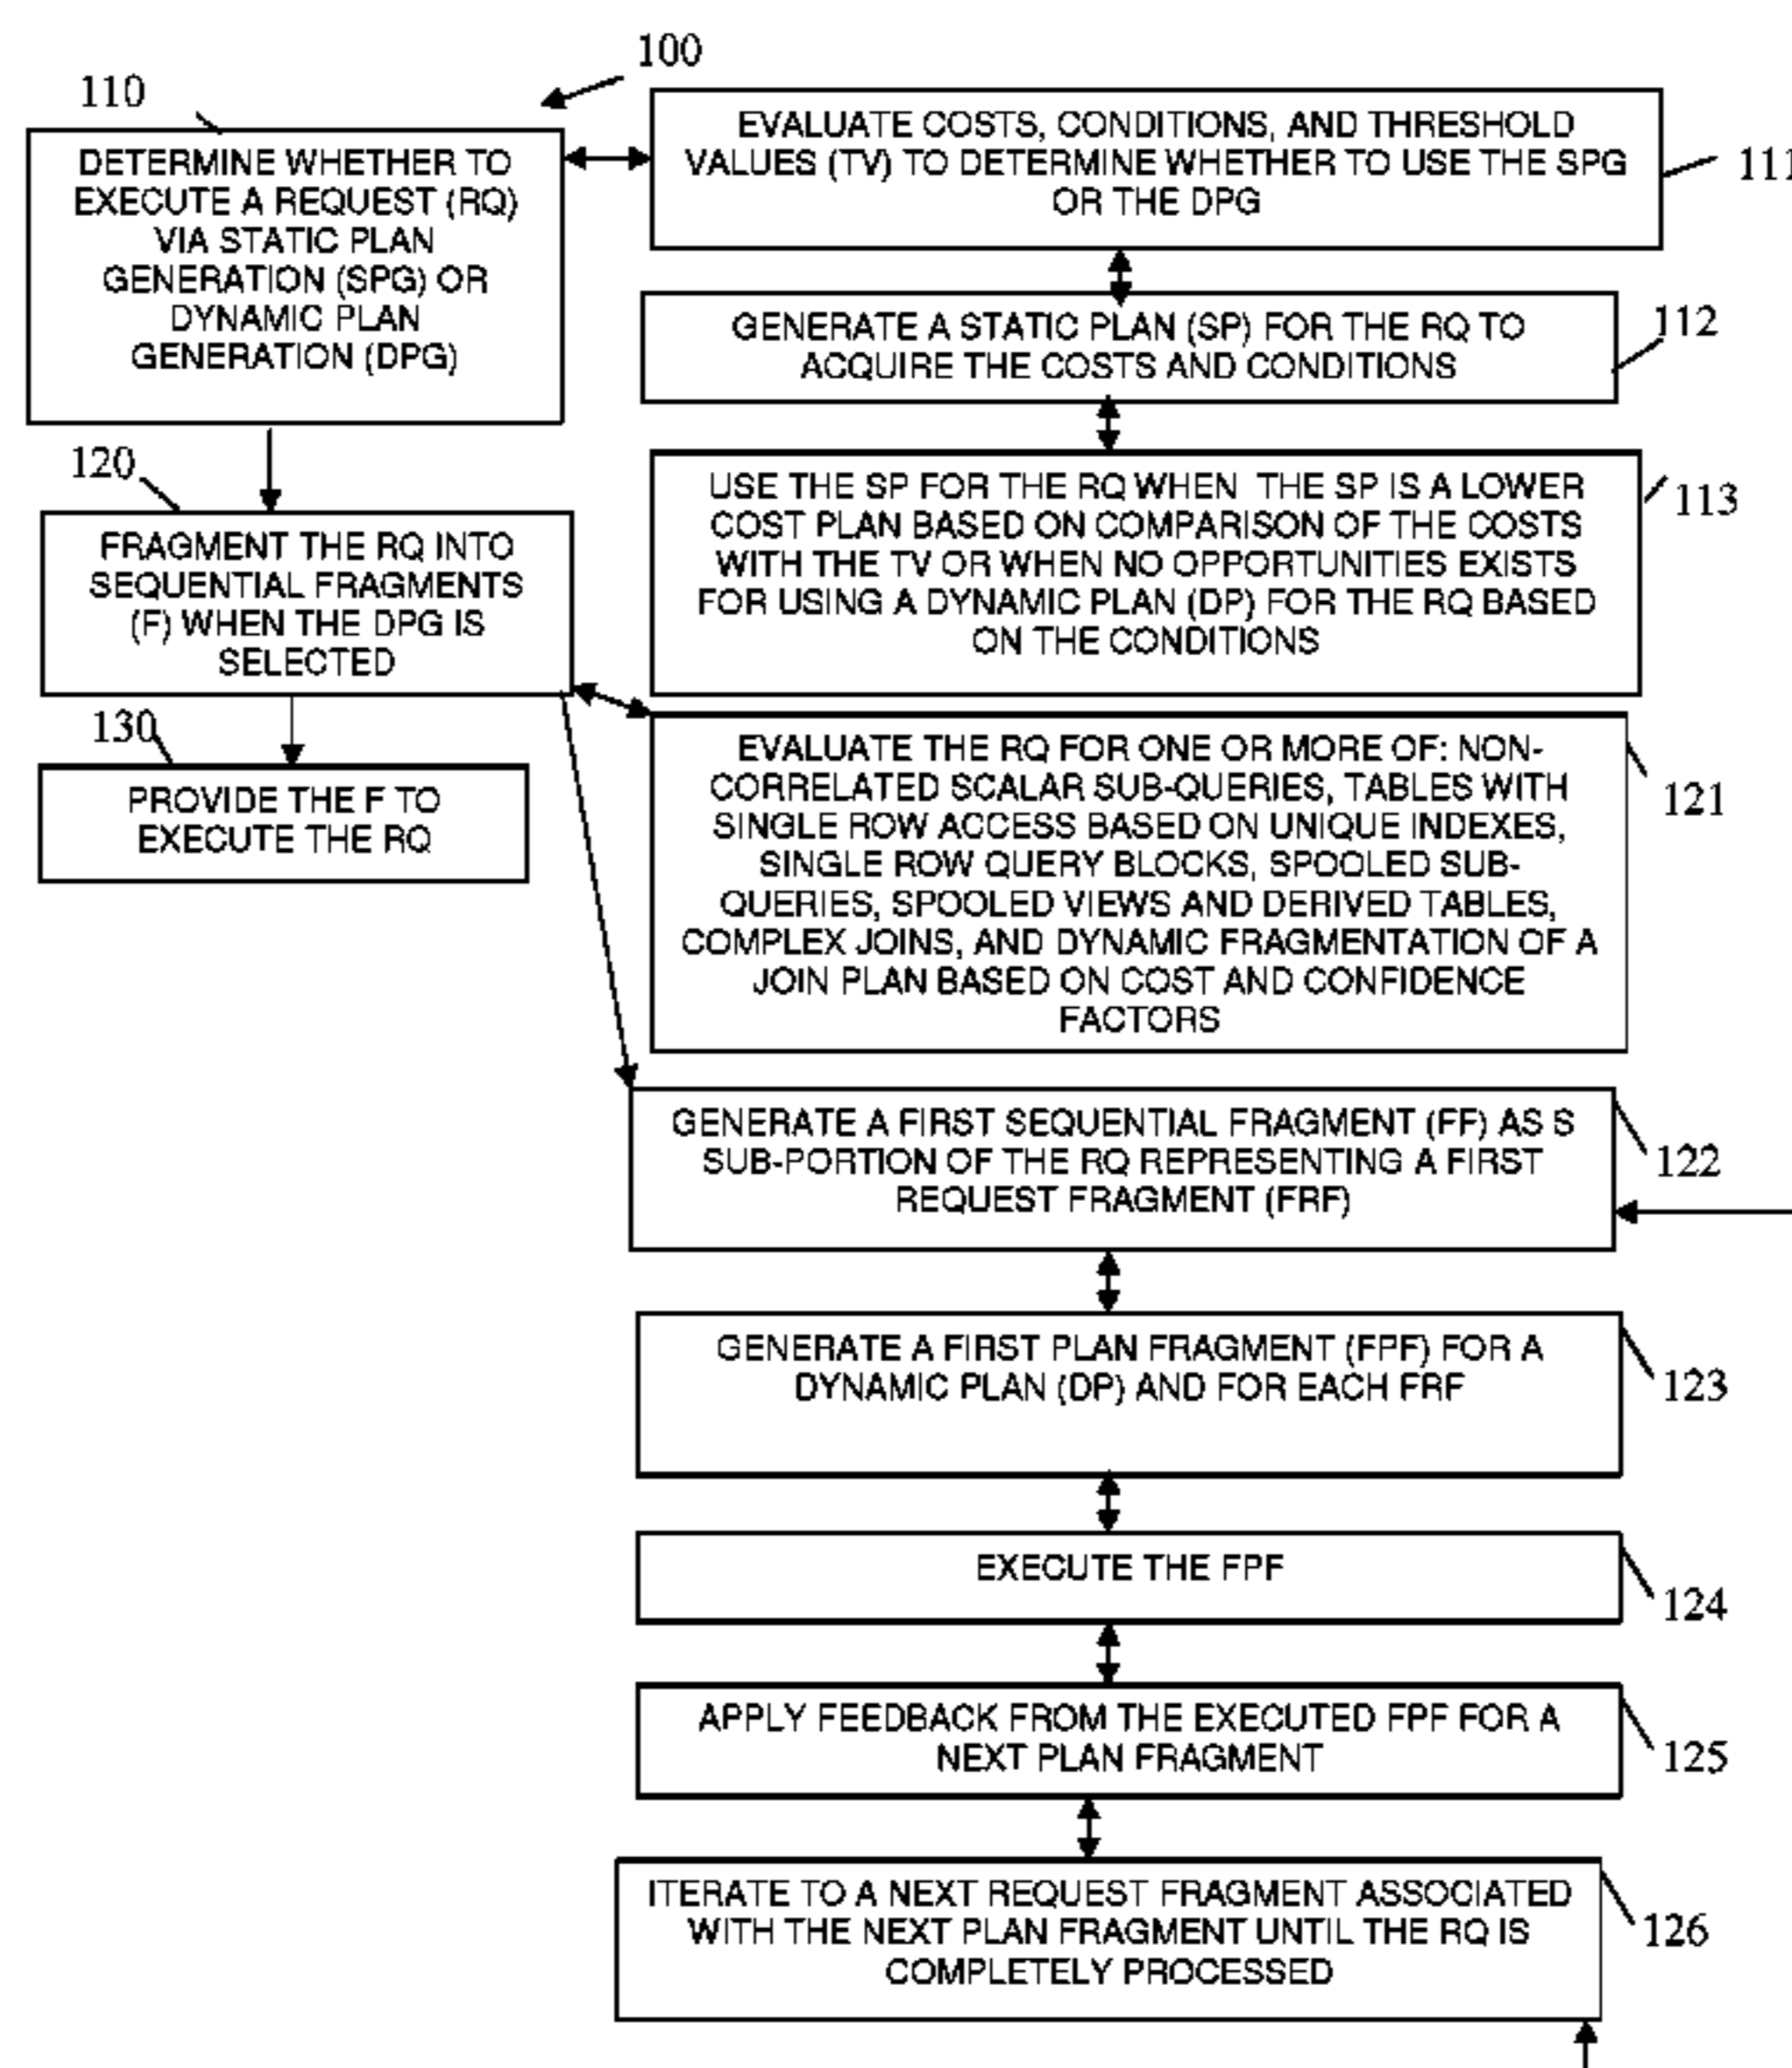 100
110
DETERMINE WHETHER TO
EXECUTE A REQUEST (RQ)
VIA STATIC PLAN
GENERATION (SPG) OR
DYNAMIC PLAN
GENERATION (DPG)
EVALUATE COSTS, CONDITIONS, AND THRESHOLD
VALUES (TV) TO DETERMINE WHETHER TO USE THE SPG
OR THE DPG
111
GENERATE A STATIC PLAN (SP) FOR THE RQ TO
ACQUIRE THE COSTS AND CONDITIONS
112
USE THE SP FOR THE RQ WHEN THE SP IS A LOWER
COST PLAN BASED ON COMPARISON OF THE COSTS
WITH THE TV OR WHEN NO OPPORTUNITIES EXISTS
FOR USING A DYNAMIC PLAN (DP) FOR THE RQ BASED
ON THE CONDITIONS
113
120
FRAGMENT THE RQ INTO
SEQUENTIAL FRAGMENTS
(F) WHEN THE DPG IS
SELECTED
130
PROVIDE THE F TO
EXECUTE THE RQ
EVALUATE THE RQ FOR ONE OR MORE OF: NON-
CORRELATED SCALAR SUB-QUERIES, TABLES WITH
SINGLE ROW ACCESS BASED ON UNIQUE INDEXES,
SINGLE ROW QUERY BLOCKS, SPOOLED SUB-
QUERIES, SPOOLED VIEWS AND DERIVED TABLES,
COMPLEX JOINS, AND DYNAMIC FRAGMENTATION OF A
JOIN PLAN BASED ON COST AND CONFIDENCE
FACTORS
121
GENERATE A FIRST SEQUENTIAL FRAGMENT (FF) AS S
SUB-PORTION OF THE RQ REPRESENTING A FIRST
REQUEST FRAGMENT (FRF)
122
GENERATE A FIRST PLAN FRAGMENT (FPF) FOR A
DYNAMIC PLAN (DP) AND FOR EACH FRF
123
EXECUTE THE FPF
124
APPLY FEEDBACK FROM THE EXECUTED FPF FOR A
NEXT PLAN FRAGMENT
125
ITERATE TO A NEXT REQUEST FRAGMENT ASSOCIATED
WITH THE NEXT PLAN FRAGMENT UNTIL THE RQ IS
COMPLETELY PROCESSED
126